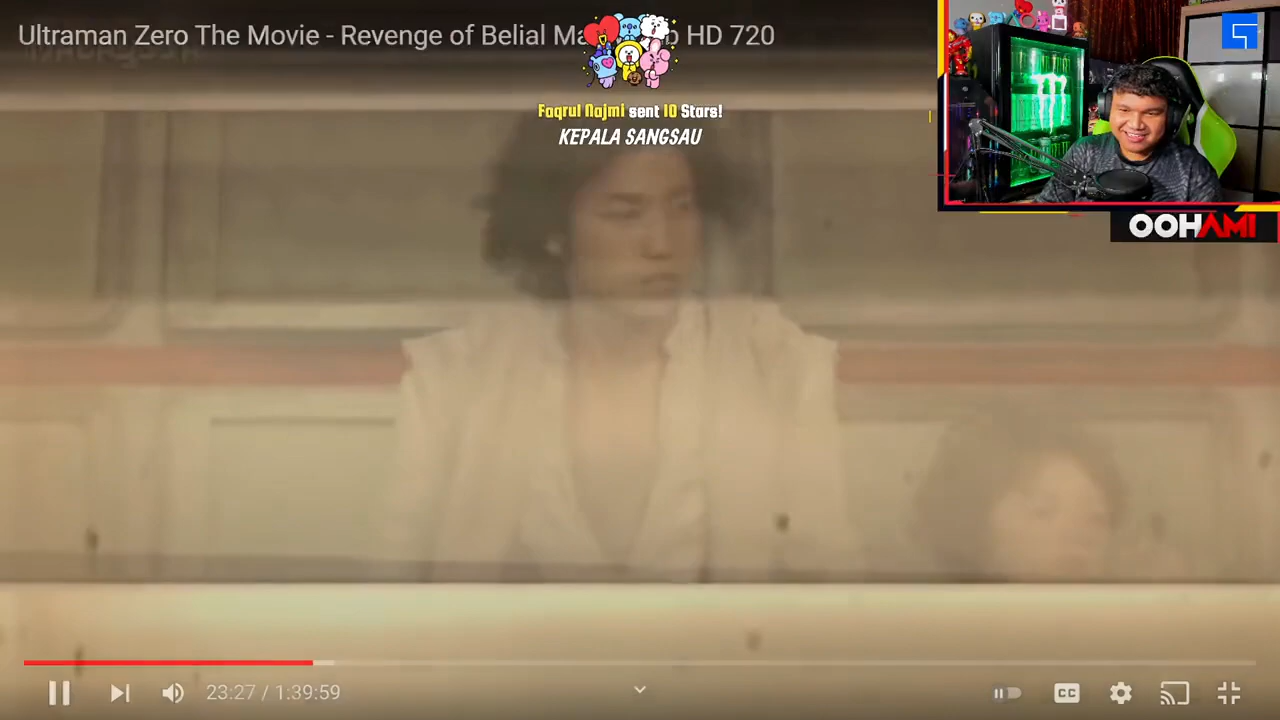 Ultraman Zero The Movie - Revenge of Belial Ma HD 720
Faqrul Najmi sent 10 Stars!
KEPALA SANGSAU
OOHAMI
23:27 / 1:39:59
CC